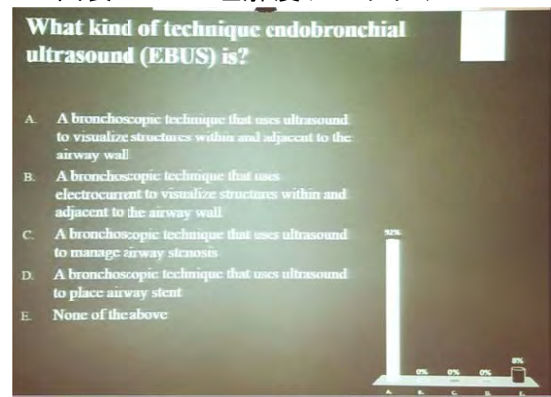 What kind of technique endobronchial
ultrasound (EBUS) is?
A. A bronchoscopic technique that uses ultrasound
to visualize structures within and adjacent to the
airway wall
B. A bronchoscopic technique that uses
electrocurrent to visualize structures within and
adjacent to the airway wall
C. A bronchoscopic technique that uses ultrasound
to manage airway stenosis
D. A bronchoscopic technique that uses ultrasound
to place airway stent
E. None of the above
92%
0% 0% 0% 8%
A. B. C. D. E.